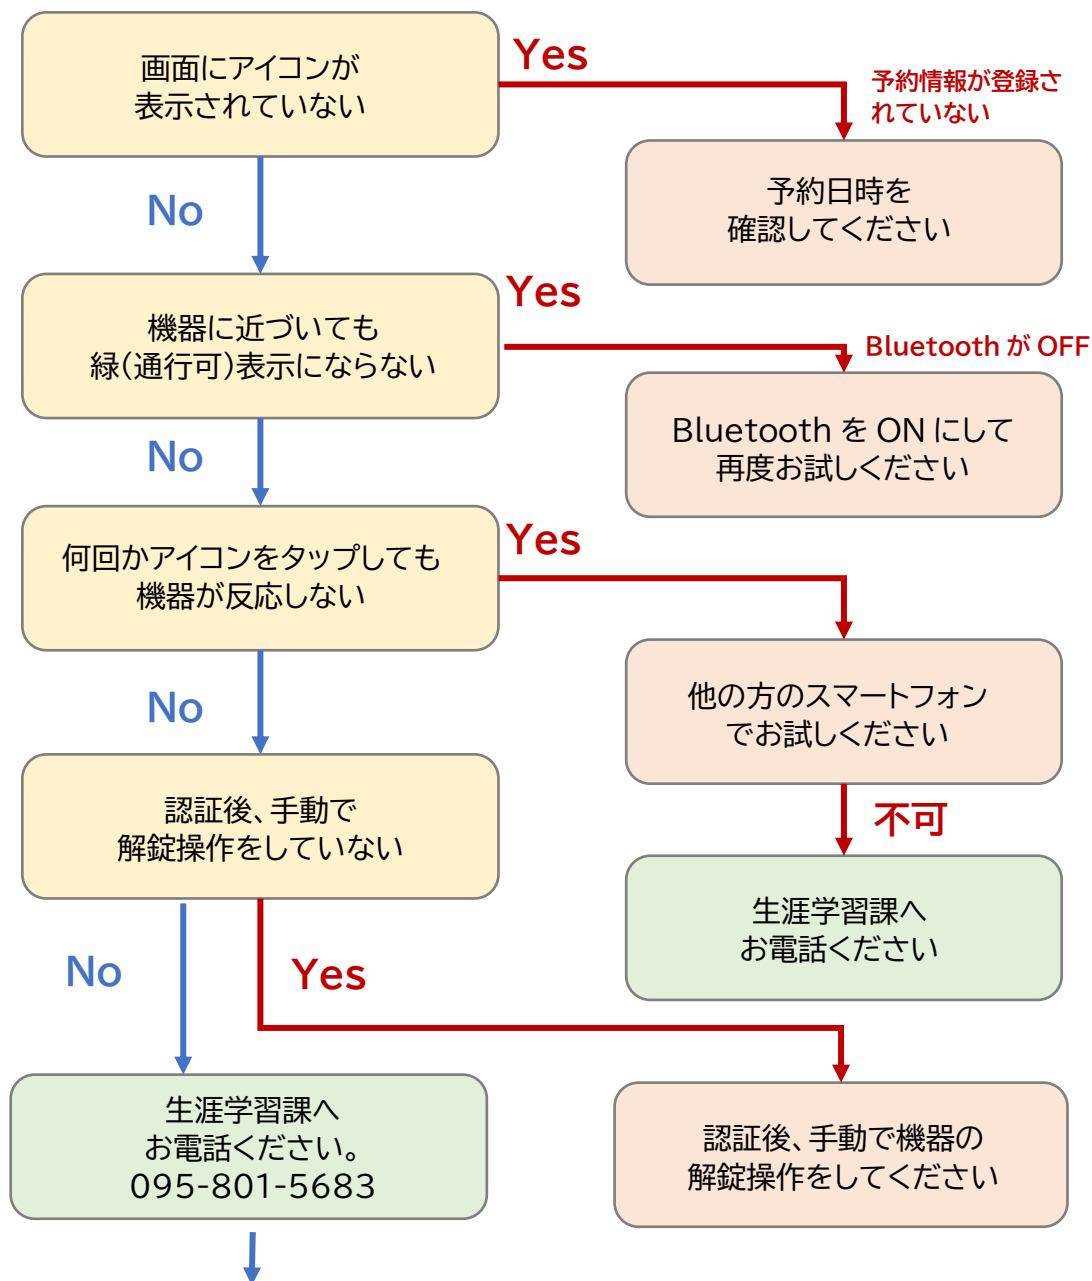 画面にアイコンが
表示されていない
Yes
予約情報が登録さ
れていない
予約日時を
確認してください
No
機器に近づいても
緑(通行可)表示にならない
Yes
Bluetooth が OFF
Bluetooth を ON にして
再度お試しください
No
何回かアイコンをタップしても
機器が反応しない
Yes
他の方のスマートフォン
でお試しください
No
認証後、手動で
解錠操作をしていない
不可
生涯学習課へ
お電話ください
No
Yes
生涯学習課へ
お電話ください。
095-801-5683
認証後、手動で機器の
解錠操作をしてください